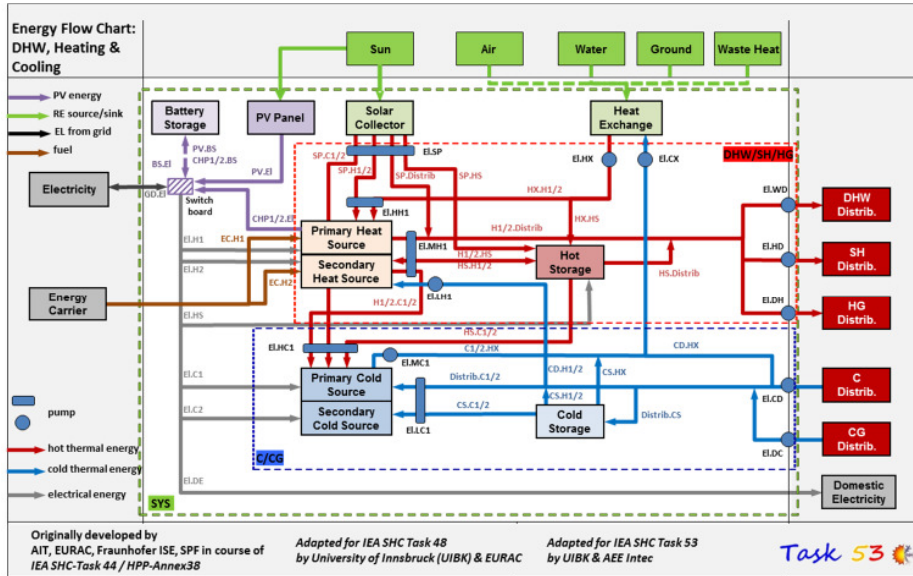 Energy Flow Chart:
DHW, Heating &
Cooling
Sun
Air
Water
Ground
Waste Heat
PV energy
RE source/sink
EL from grid
fuel
Battery
Storage
PV Panel
Solar
Collector
Heat
Exchange
PV.BS
CHP1/2.BS
BS.El
PV.El
El.SP
SP.C1/2
SP.H1/2
SP.Distrib
SP.HS
El.HX
El.CX
DHW/SH/HG
Electricity
GD.El
Switch
board
CHP1/2.El
HX.H1/2
HX.HS
El.WD
DHW
Distrib.
El.HH1
El.H1
EC.H1
Primary Heat
Source
El.MH1
H1/2.Distrib
El.HD
SH
Distrib.
El.H2
EC.H2
Secondary
Heat Source
H1/2.HS
HS.H1/2
Hot
Storage
HS.Distrib
Energy
Carrier
El.LH1
El.DH
HG
Distrib.
El.HS
H1/2.C1/2
HS.C1/2
El.HC1
C1/2.HX
El.MC1
CD.HX
El.C1
Primary Cold
Source
Distrib.C1/2
CD.H1/2
CS.HX
El.CD
C
Distrib.
pump
El.C2
Secondary
Cold Source
CS.C1/2
CS.H1/2
Cold
Storage
Distrib.CS
El.LC1
El.DC
CG
Distrib.
hot thermal energy
cold thermal energy
electrical energy
C/CG
El.DE
SYS
Domestic
Electricity
Originally developed by
AIT, EURAC, Fraunhofer ISE, SPF in course of
IEA SHC-Task 44 / HPP-Annex38
Adapted for IEA SHC Task 48
by University of Innsbruck (UIBK) & EURAC
Adapted for IEA SHC Task 53
by UIBK & AEE Intec
Task 53